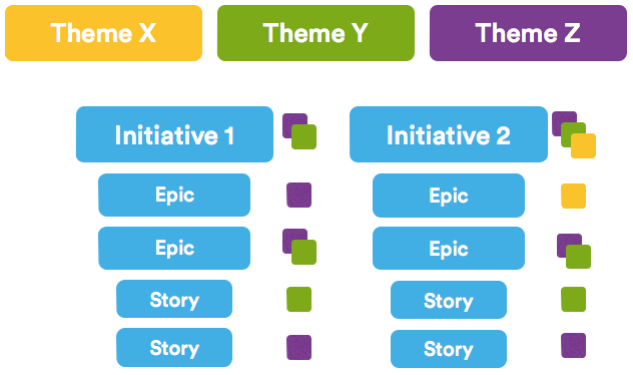 Theme X
Theme Y
Theme Z
Initiative 1
Initiative 2
Epic
Epic
Epic
Epic
Story
Story
Story
Story